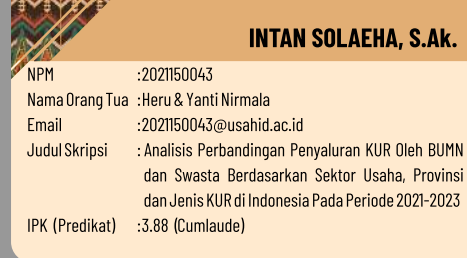 INTAN SOLAEHA, S.Ak.
NPM :2021150043
Nama Orang Tua :Heru & Yanti Nirmala
Email :2021150043@usahid.ac.id
Judul Skripsi : Analisis Perbandingan Penyaluran KUR Oleh BUMN
dan Swasta Berdasarkan Sektor Usaha, Provinsi
dan Jenis KUR di Indonesia Pada Periode 2021-2023
IPK (Predikat) :3.88 (Cumlaude)